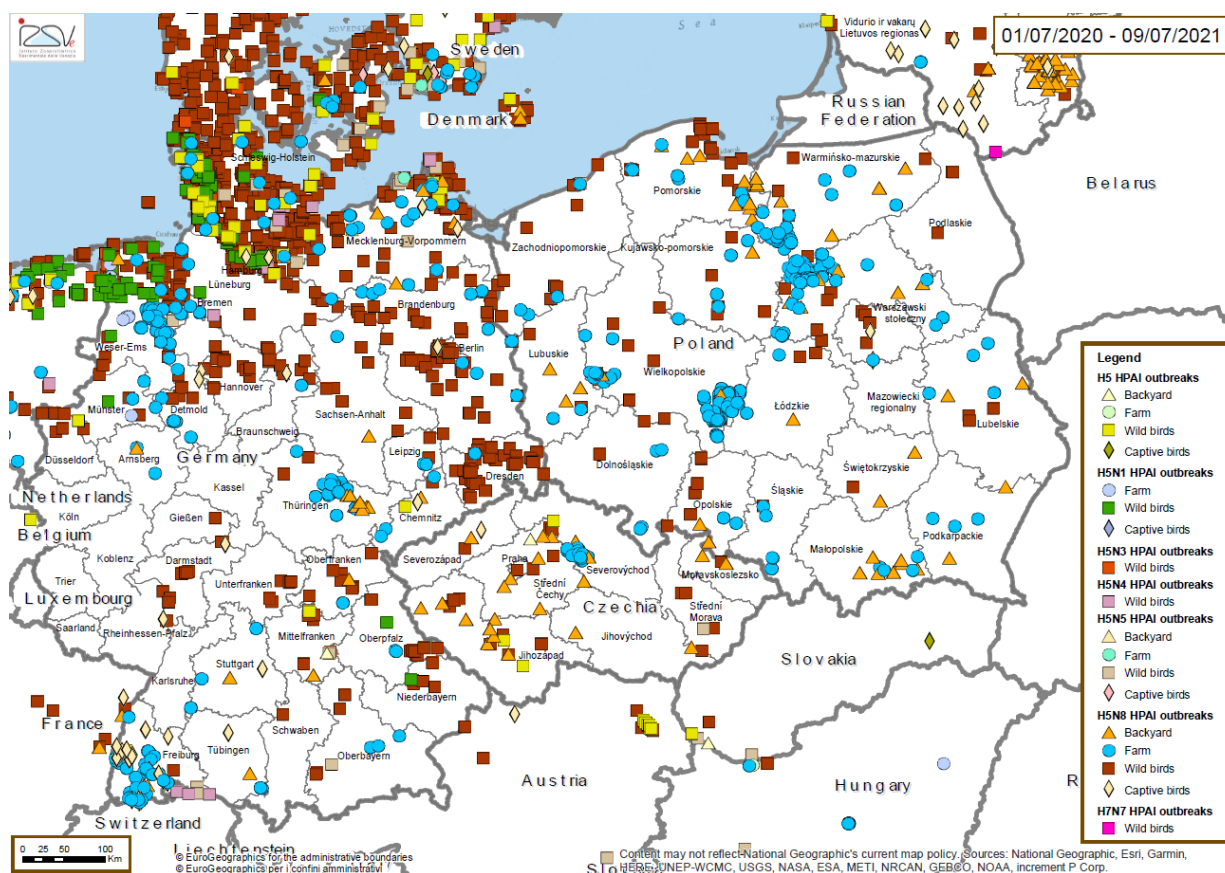 IZSVe
Vidurio ir vakarų
Lietuvos regionas
01/07/2020 - 09/07/2021
Sea
Sweden
Denmark
Russian
Federation
Belarus
Schleswig-Holstein
Warmińsko-mazurskie
Pomorskie
Podlaskie
Mecklenburg-Vorpommern
Zachodniopomorskie
Kujawsko-pomorskie
Hamburg
Lüneburg
Bremen
Brandenburg
Warszawski
stołeczny
Weser-Ems
Berlin
Lubuskie
Poland
Wielkopolskie
Hannover
Münster
Detmold
Sachsen-Anhalt
Łódzkie
Mazowiecki
regionalny
Lubelskie
Braunschweig
Düsseldorf
Arnsberg
Germany
Leipzig
Dresden
Dolnośląskie
Świętokrzyskie
Netherlands
Kassel
Thüringen
Opolskie
Śląskie
Köln
Gießen
Chemnitz
Belgium
Podkarpackie
Koblenz
Darmstadt
Oberfranken
Severozápad
Praha
Severovýchod
Małopolskie
Trier
Unterfranken
Střední
Čechy
Moravskoslezsko
Luxembourg
Czechia
Střední
Morava
Saarland
Rheinhessen-Pfalz
Mittelfranken
Oberpfalz
Jihovýchod
Jihozápad
Slovakia
Stuttgart
Karlsruhe
Niederbayern
France
Schwaben
Freiburg
Tübingen
Oberbayern
Austria
Hungary
R
Switzerland
Liechtenstein
Legend
H5 HPAI outbreaks
Backyard
Farm
Wild birds
Captive birds
H5N1 HPAI outbreaks
Farm
Wild birds
Captive birds
H5N3 HPAI outbreaks
Wild birds
H5N4 HPAI outbreaks
Wild birds
H5N5 HPAI outbreaks
Backyard
Farm
Wild birds
Captive birds
H5N8 HPAI outbreaks
Backyard
Farm
Wild birds
Captive birds
H7N7 HPAI outbreaks
Wild birds
0 25 50 100
Km
© EuroGeographics for the administrative boundaries
© EuroGeographics per i confini amministrativi
Content may not reflect National Geographic's current map policy. Sources: National Geographic, Esri, Garmin,
HERE, UNEP-WCMC, USGS, NASA, ESA, METI, NRCAN, GEBCO, NOAA, increment P Corp.